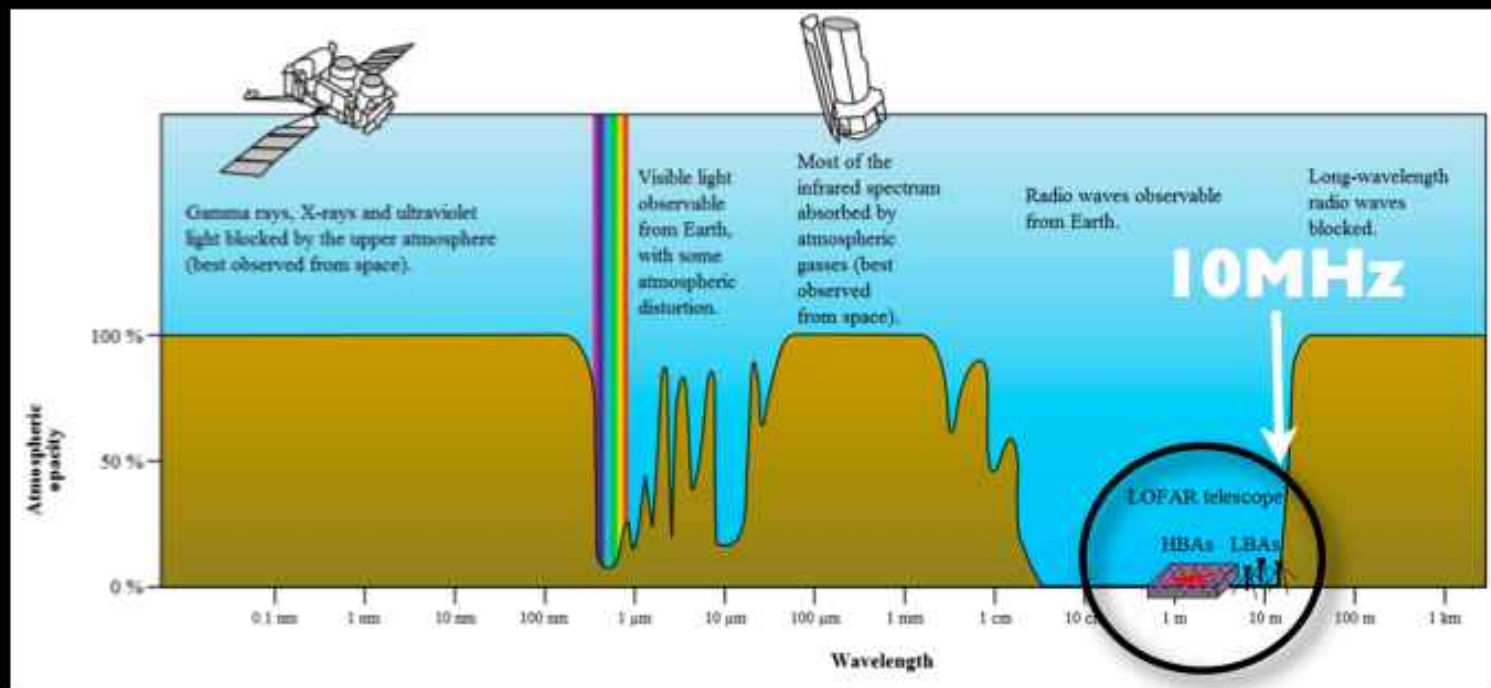 Gamma rays, X-rays and ultraviolet
light blocked by the upper atmosphere
(best observed from space).
Visible light
observable
from Earth,
with some
atmospheric
distortion.
Most of the
infrared spectrum
absorbed by
atmospheric
gasses (best
observed
from space).
Radio waves observable
from Earth.
Long-wavelength
radio waves
blocked.
10MHz
100 %
50 %
0 %
Atmospheric
opacity
LOFAR telescope
HBAs LBAs
0.1 nm 1 nm 10 nm 100 nm 1 μm 10 μm 100 μm 1 mm 1 cm 10 cm 1 m 10 m 100 m 1 km
Wavelength